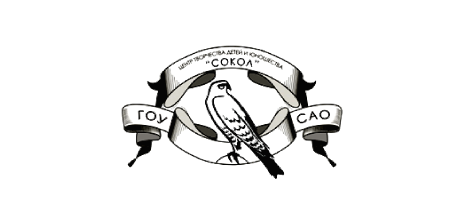 ЦЕНТР ТВОРЧЕСТВА ДЕТЕЙ И ЮНОШЕСТВА
"СОКОЛ"
ГОУ САО